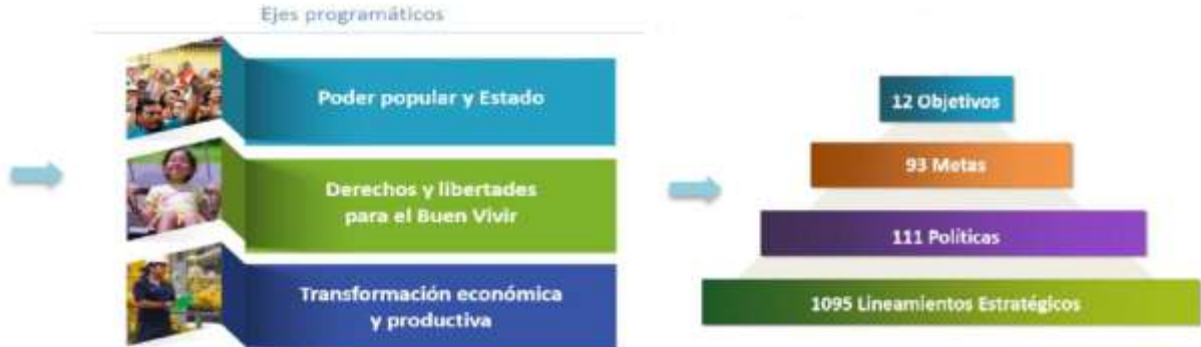 Ejes programáticos
Poder popular y Estado
Derechos y libertades
para el Buen Vivir
Transformación económica
y productiva
12 Objetivos
93 Metas
111 Políticas
1095 Lineamientos Estratégicos